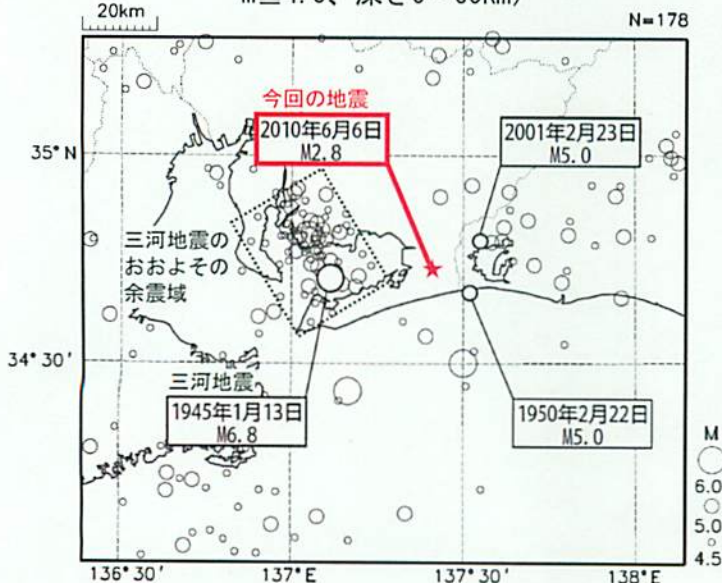 20km
N=178
今回の地震
2010年6月6日
M2.8
2001年2月23日
M5.0
35°N
三河地震の
おおよその
余震域
34°30'
三河地震
1945年1月13日
M6.8
1950年2月22日
M5.0
M
6.0
5.0
4.5
136°30'
137°
137°30'
138°E